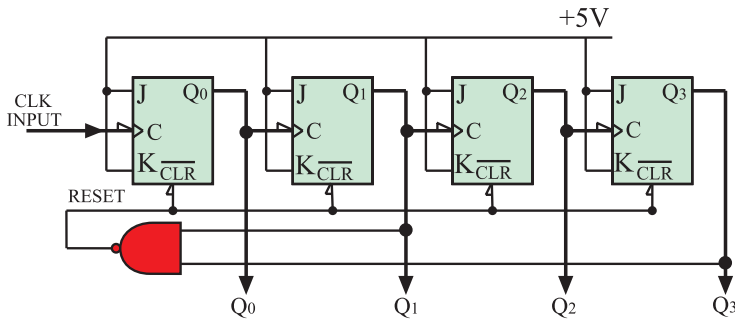 +5V
J Q0 J Q1 J Q2 J Q3
CLK
INPUT
C C C C
K CLR K CLR K CLR K CLR
RESET
Q0 Q1 Q2 Q3